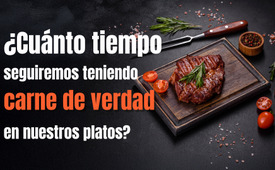 ¿Cuánto tiempo
seguiremos teniendo
carne de verdad
en nuestros platos?